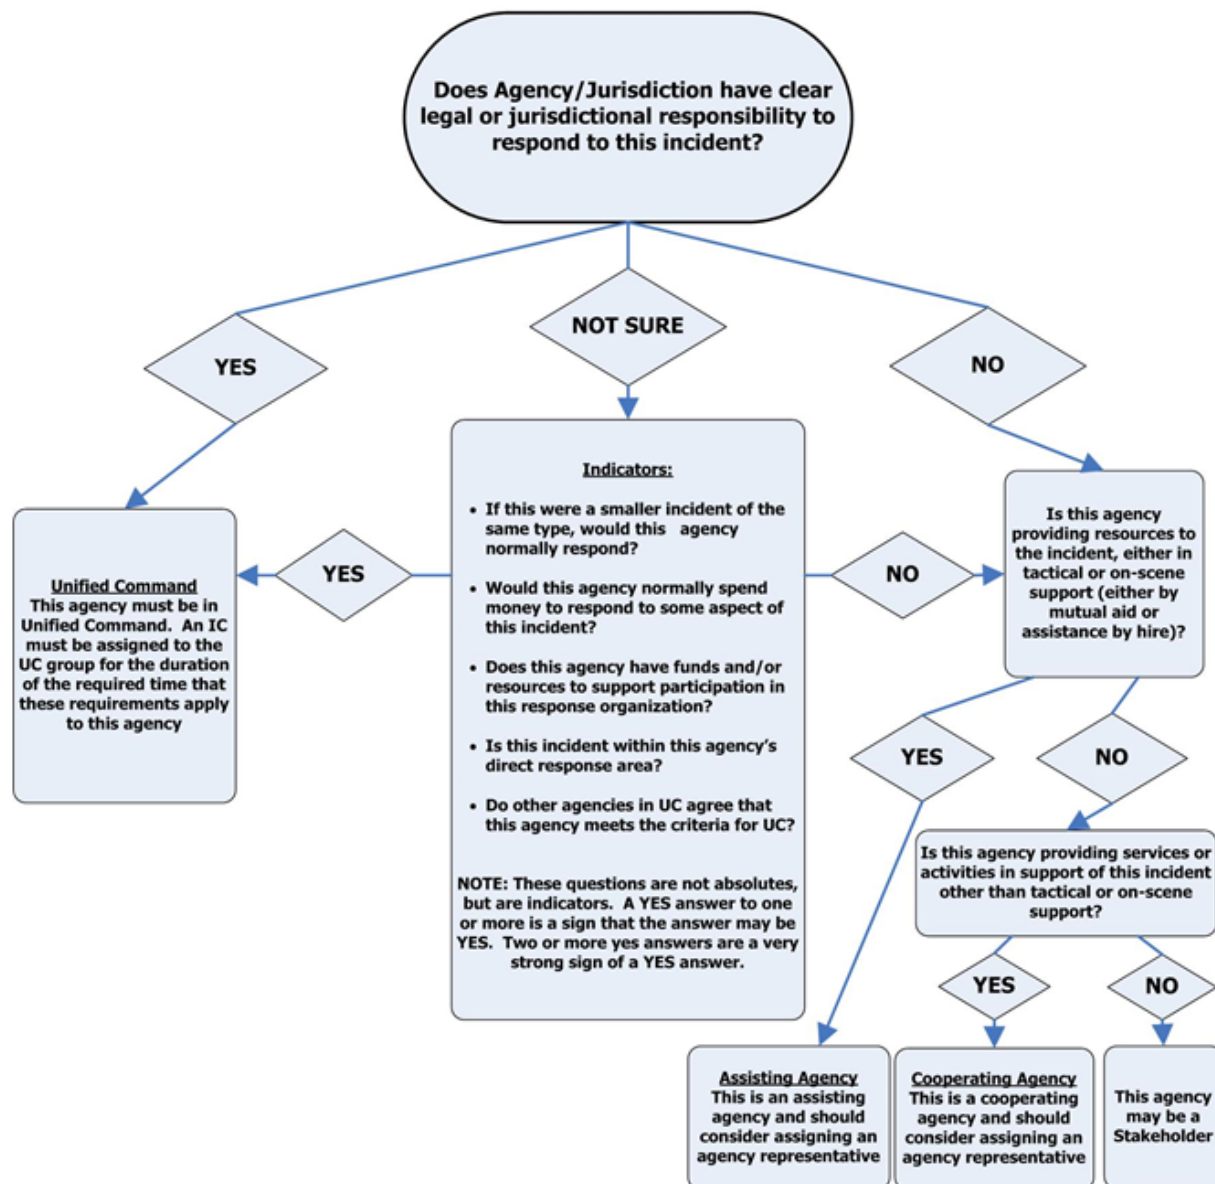 Does Agency/Jurisdiction have clear
legal or jurisdictional responsibility to
respond to this incident?
YES
NOT SURE
NO
Unified Command
This agency must be in
Unified Command. An IC
must be assigned to the
UC group for the duration
of the required time that
these requirements apply
to this agency
YES
Indicators:
• If this were a smaller incident of the
same type, would this agency
normally respond?
• Would this agency normally spend
money to respond to some aspect of
this incident?
• Does this agency have funds and/or
resources to support participation in
this response organization?
• Is this incident within this agency's
direct response area?
• Do other agencies in UC agree that
this agency meets the criteria for UC?
NOTE: These questions are not absolutes,
but are indicators. A YES answer to one
or more is a sign that the answer may be
YES. Two or more yes answers are a very
strong sign of a YES answer.
NO
Is this agency
providing resources to
the incident, either in
tactical or on-scene
support (either by
mutual aid or
assistance by hire)?
YES
NO
Is this agency providing services or
activities in support of this incident
other than tactical or on-scene
support?
YES
NO
Assisting Agency
This is an assisting
agency and should
consider assigning an
agency representative
Cooperating Agency
This is a cooperating
agency and should
consider assigning an
agency representative
This agency
may be a
Stakeholder